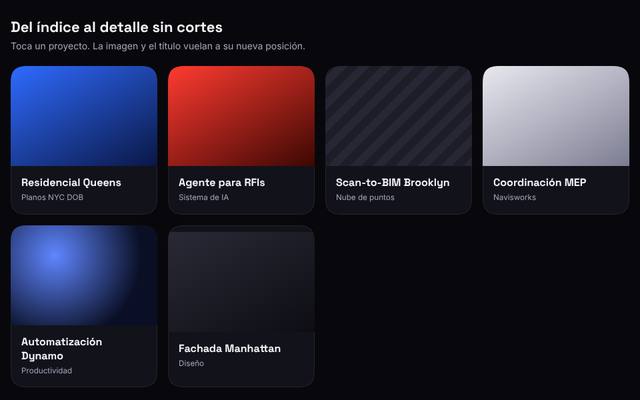 Del índice al detalle sin cortes
Toca un proyecto. La imagen y el título vuelan a su nueva posición.
Residencial Queens
Planos NYC DOB
Agente para RFIs
Sistema de IA
Scan-to-BIM Brooklyn
Nube de puntos
Coordinación MEP
Navisworks
Automatización
Dynamo
Productividad
Fachada Manhattan
Diseño